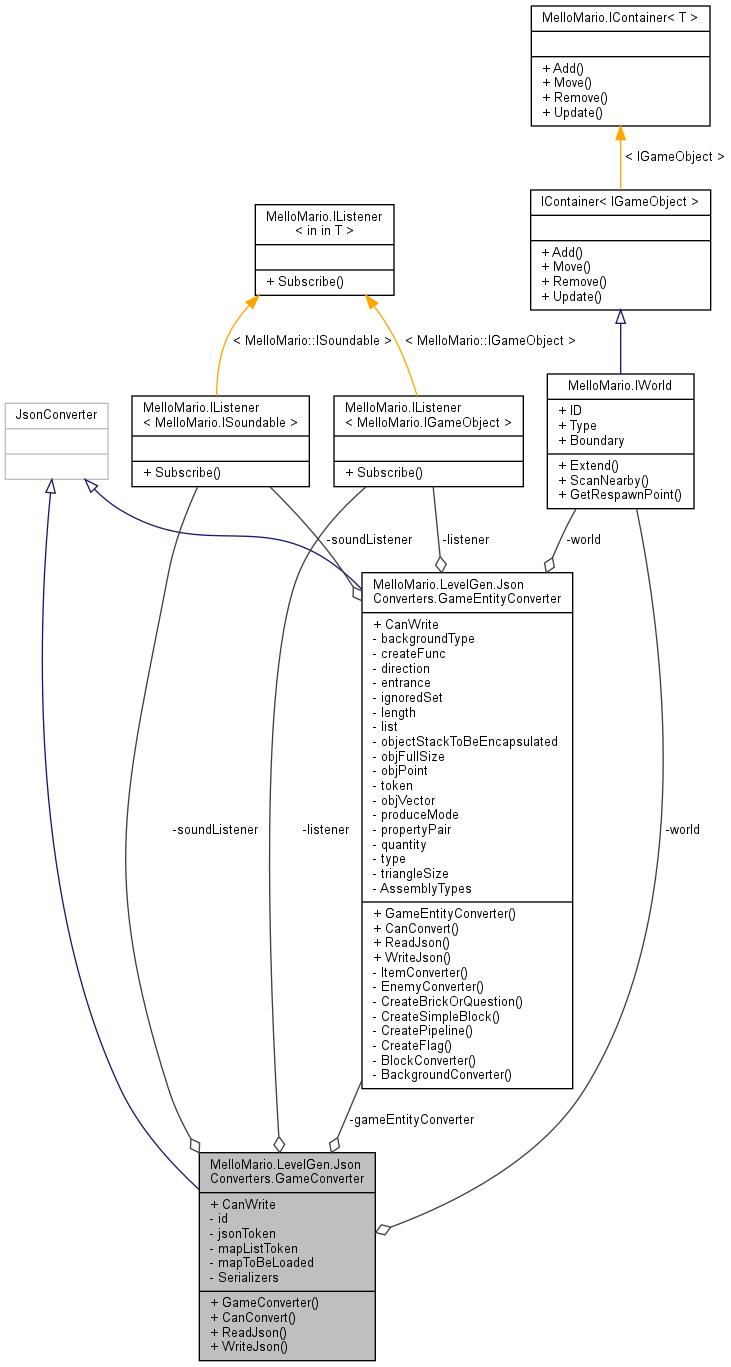 MelloMario.IContainer< T >
+ Add()
+ Move()
+ Remove()
+ Update()
< IGameObject >
IContainer< IGameObject >
+ Add()
+ Move()
+ Remove()
+ Update()
MelloMario.IListener
< in in T >
+ Subscribe()
< MelloMario::ISoundable >
< MelloMario::IGameObject >
JsonConverter
MelloMario.IListener
< MelloMario.ISoundable >
+ Subscribe()
MelloMario.IListener
< MelloMario.IGameObject >
+ Subscribe()
MelloMario.IWorld
+ ID
+ Type
+ Boundary
+ Extend()
+ ScanNearby()
+ GetRespawnPoint()
-soundListener
-listener
-world
MelloMario.LevelGen.Json
Converters.GameEntityConverter
+ CanWrite
- backgroundType
- createFunc
- direction
- entrance
- ignoredSet
- length
- list
- objectStackToBeEncapsulated
- objFullSize
- objPoint
- token
- objVector
- produceMode
- propertyPair
- quantity
- type
- triangleSize
- AssemblyTypes
+ GameEntityConverter()
+ CanConvert()
+ ReadJson()
+ WriteJson()
- ItemConverter()
- EnemyConverter()
- CreateBrickOrQuestion()
- CreateSimpleBlock()
- CreatePipeline()
- CreateFlag()
- BlockConverter()
- BackgroundConverter()
-soundListener
-listener
-world
-gameEntityConverter
MelloMario.LevelGen.Json
Converters.GameConverter
+ CanWrite
- id
- jsonToken
- mapListToken
- mapToBeLoaded
- Serializers
+ GameConverter()
+ CanConvert()
+ ReadJson()
+ WriteJson()